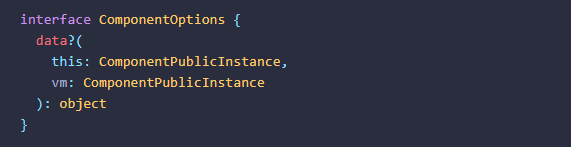 interface ComponentOptions {
  data?(
    this: ComponentPublicInstance,
    vm: ComponentPublicInstance
  ): object
}